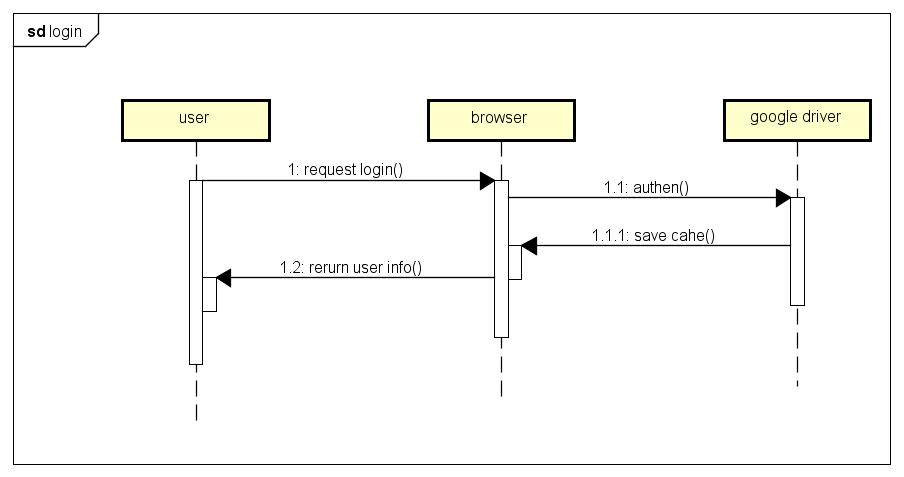 sd login
user
browser
google driver
1: request login()
1.1: authen()
1.1.1: save cahe()
1.2: rerurn user info()